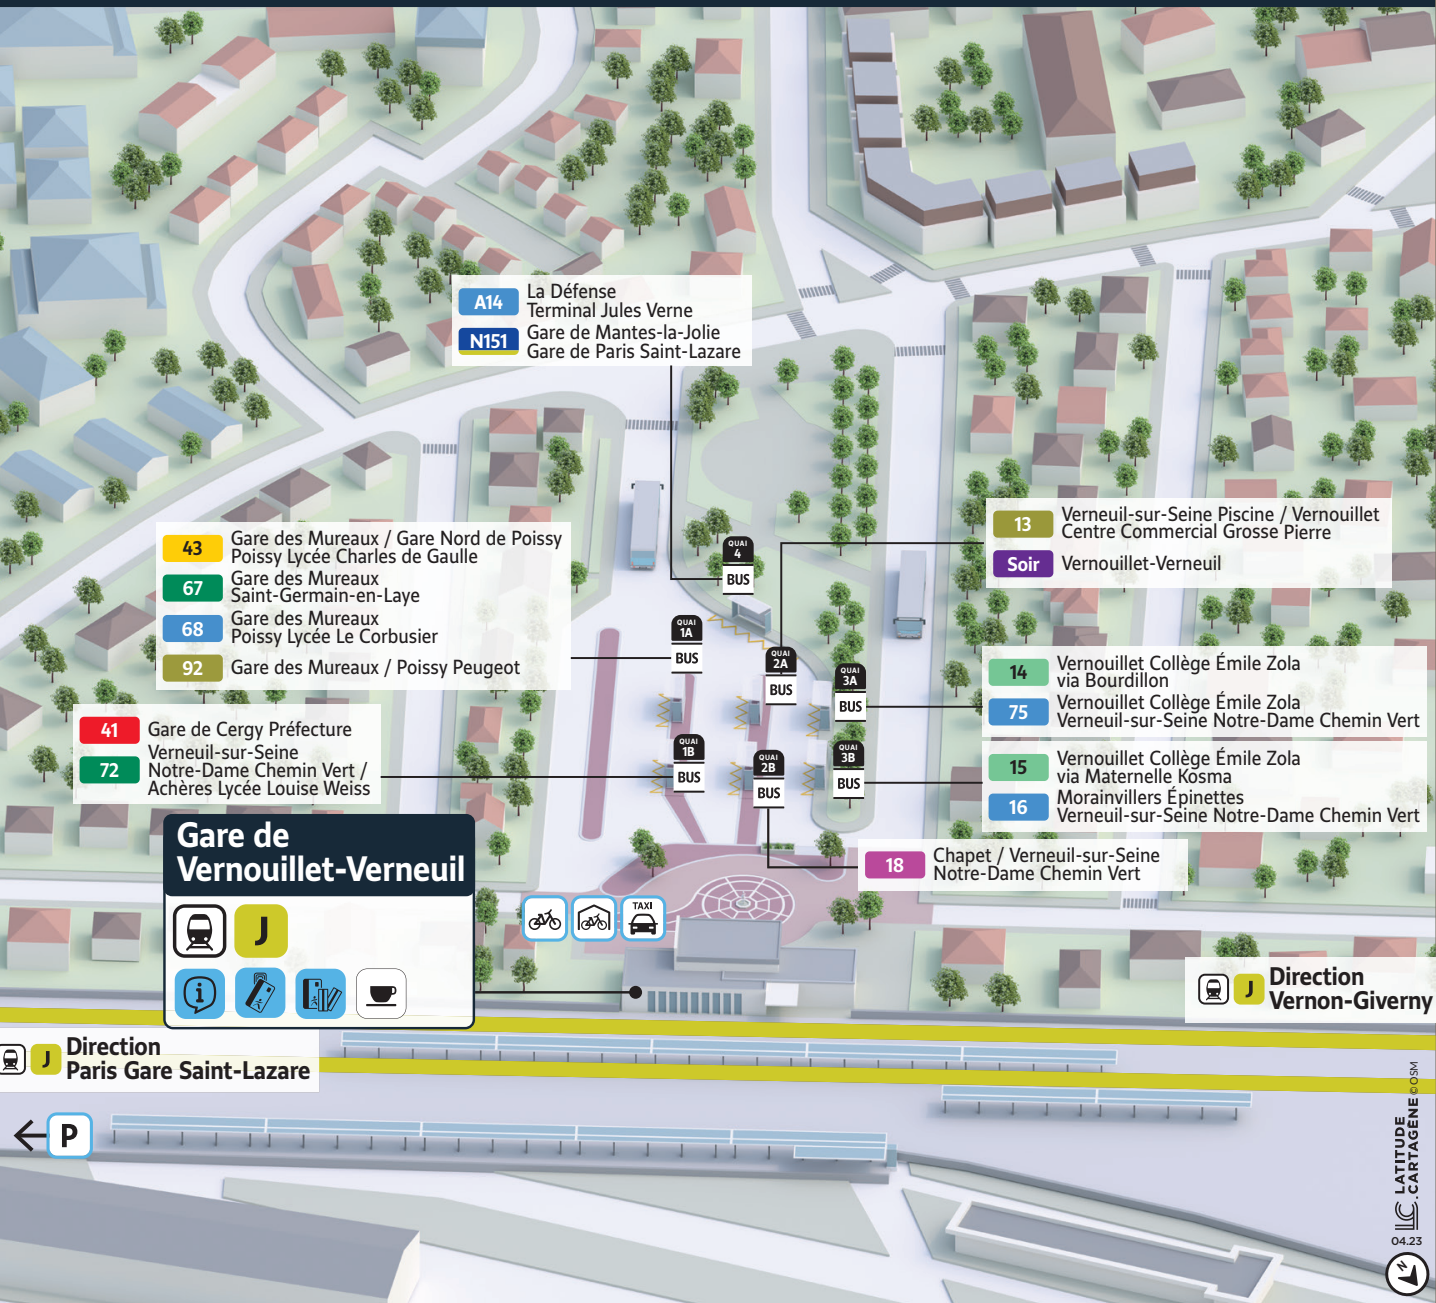 A14
La Défense
Terminal Jules Verne
N151
Gare de Mantes-la-Jolie
Gare de Paris Saint-Lazare
43
Gare des Mureaux / Gare Nord de Poissy
Poissy Lycée Charles de Gaulle
67
Gare des Mureaux
Saint-Germain-en-Laye
68
Gare des Mureaux
Poissy Lycée Le Corbusier
92
Gare des Mureaux / Poissy Peugeot
41
Gare de Cergy Préfecture
72
Verneuil-sur-Seine
Notre-Dame Chemin Vert /
Achères Lycée Louise Weiss
13
Verneuil-sur-Seine Piscine / Vernouillet
Centre Commercial Grosse Pierre
Soir
Vernouillet-Verneuil
14
Vernouillet Collège Émile Zola
via Bourdillon
75
Vernouillet Collège Émile Zola
Verneuil-sur-Seine Notre-Dame Chemin Vert
15
Vernouillet Collège Émile Zola
via Maternelle Kosma
16
Morainvillers Épinettes
Verneuil-sur-Seine Notre-Dame Chemin Vert
18
Chapet / Verneuil-sur-Seine
Notre-Dame Chemin Vert
QUAI
4
BUS
QUAI
1A
BUS
QUAI
2A
BUS
QUAI
3A
BUS
QUAI
1B
BUS
QUAI
2B
BUS
QUAI
3B
BUS
Gare de
Vernouillet-Verneuil
J
i
TAXI
J
Direction
Vernon-Giverny
J
Direction
Paris Gare Saint-Lazare
P
LC LATITUDE
.CARTAGÈNE © OSM
04.23
N